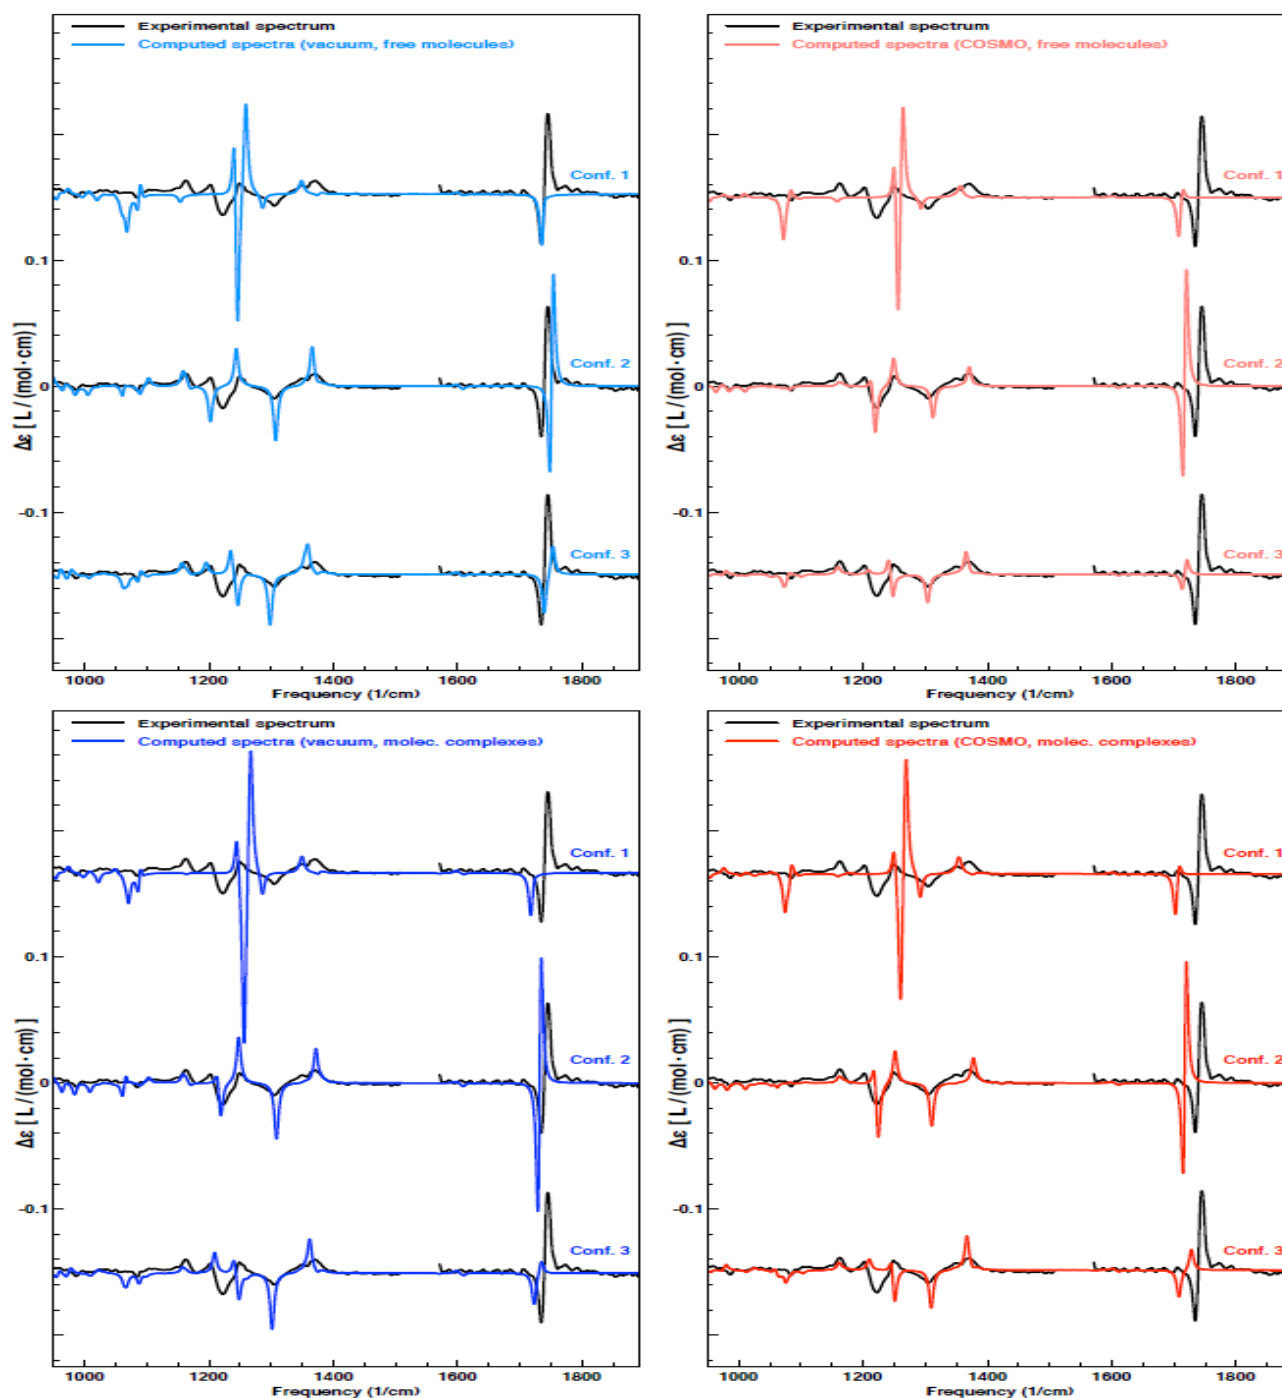 Experimental spectrum
Computed spectra (vacuum, free molecules)
Conf. 1
0.1
Conf. 2
0
-0.1
Conf. 3
Δε [ L / (mol·cm) ]
1000 1200 1400 1600 1800
Frequency (1/cm)
Experimental spectrum
Computed spectra (COSMO, free molecules)
Conf. 1
0.1
Conf. 2
0
-0.1
Conf. 3
Δε [ L / (mol·cm) ]
1000 1200 1400 1600 1800
Frequency (1/cm)
Experimental spectrum
Computed spectra (vacuum, molec. complexes)
Conf. 1
0.1
Conf. 2
0
-0.1
Conf. 3
Δε [ L / (mol·cm) ]
1000 1200 1400 1600 1800
Frequency (1/cm)
Experimental spectrum
Computed spectra (COSMO, molec. complexes)
Conf. 1
0.1
Conf. 2
0
-0.1
Conf. 3
Δε [ L / (mol·cm) ]
1000 1200 1400 1600 1800
Frequency (1/cm)